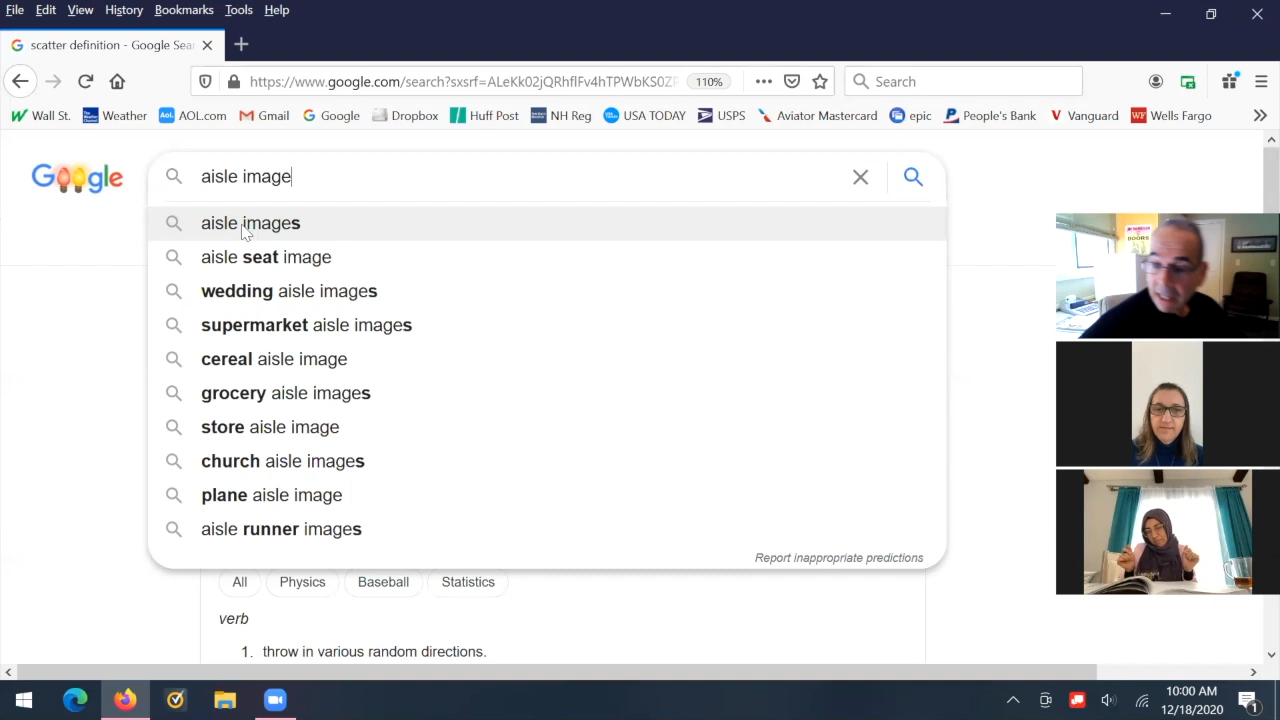 File Edit View History Bookmarks Tools Help
scatter definition - Google Sear
https://www.google.com/search?sxsrf=ALeKk02jQRhflFv4hTPWbKS0ZF 110% Search
Wall St. Weather AOL.com Gmail Google Dropbox Huff Post NH Reg USA TODAY USPS Aviator Mastercard epic People's Bank Vanguard Wells Fargo
Google aisle image
aisle images
aisle seat image
wedding aisle images
supermarket aisle images
cereal aisle image
grocery aisle images
store aisle image
church aisle images
plane aisle image
aisle runner images
Report inappropriate predictions
All Physics Baseball Statistics
verb
1. throw in various random directions.
DOORS
10:00 AM
12/18/2020
1